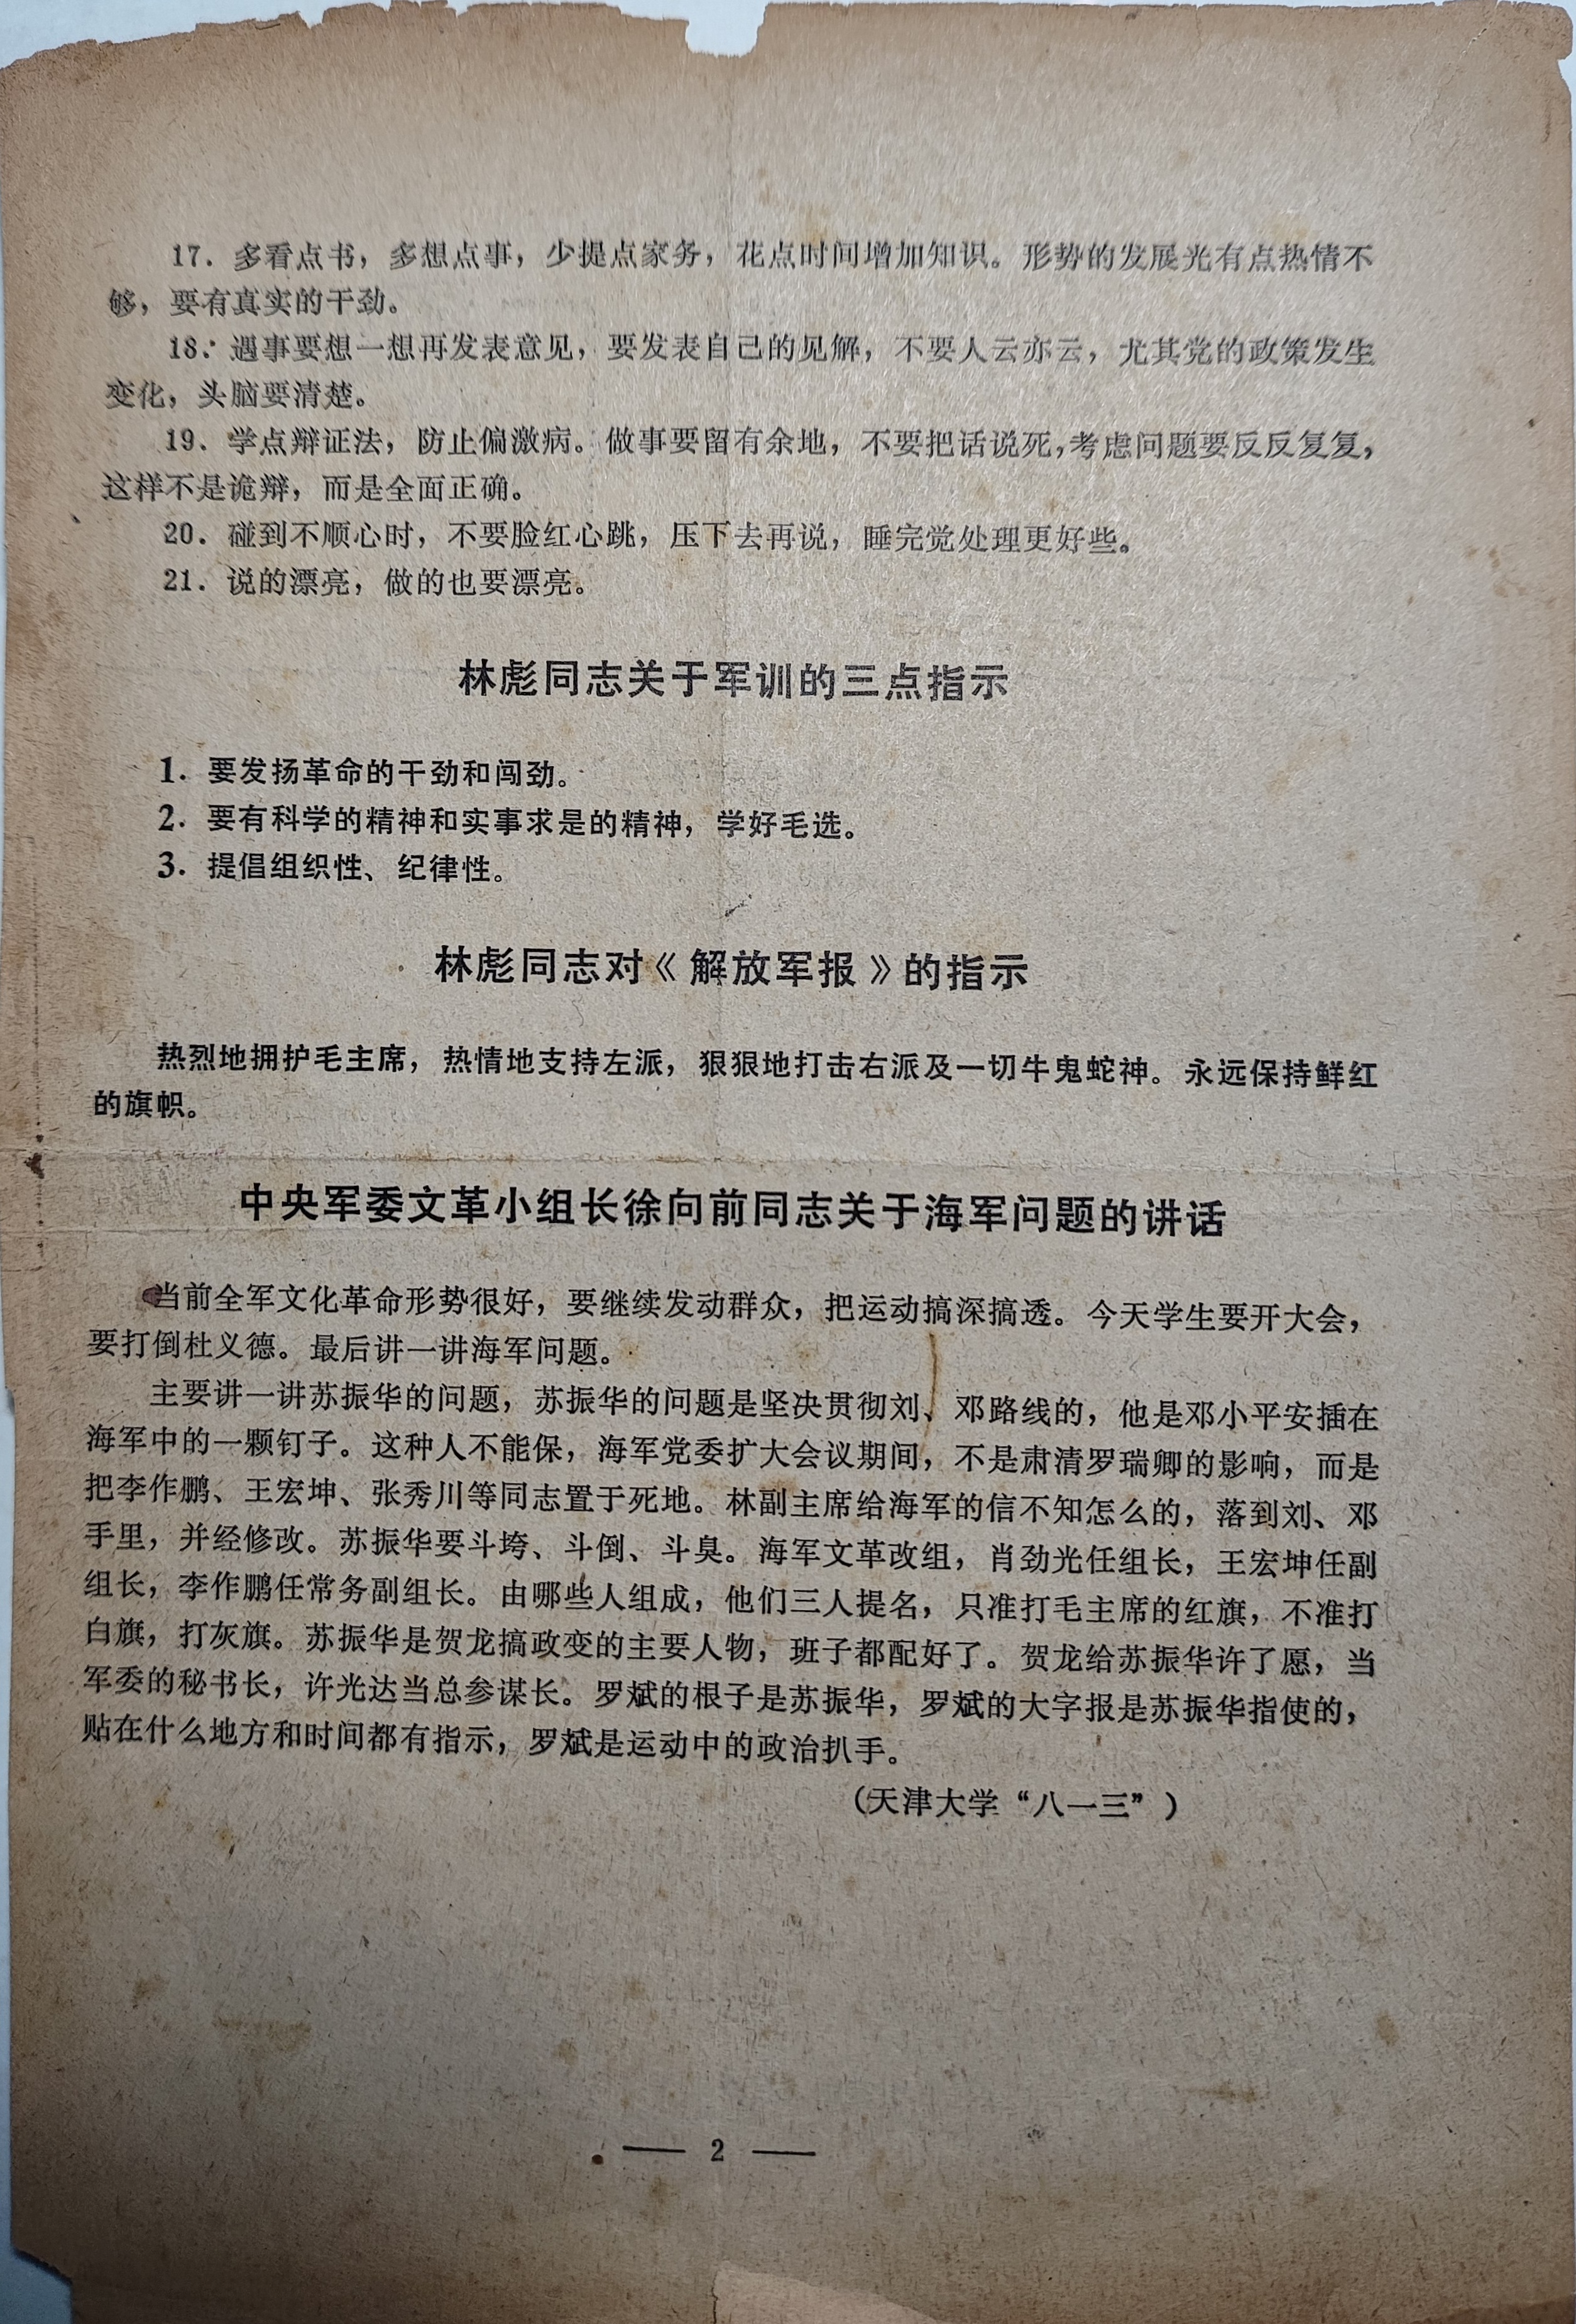 17．多看点书，多想点事，少提点家务，花点时间增加知识。形势的发展光有点热情不
够，要有真实的干劲。
18．遇事要想一想再发表意见，要发表自己的见解，不要人云亦云，尤其党的政策发生
变化，头脑要清楚。
19．学点辩证法，防止偏激病。做事要留有余地，不要把话说死，考虑问题要反反复复，
这样不是诡辩，而是全面正确。
20．碰到不顺心时，不要脸红心跳，压下去再说，睡完觉处理更好些。
21．说的漂亮，做的也要漂亮。
林彪同志关于军训的三点指示
1．要发扬革命的干劲和闯劲。
2．要有科学的精神和实事求是的精神，学好毛选。
3．提倡组织性、纪律性。
林彪同志对《解放军报》的指示
热烈地拥护毛主席，热情地支持左派，狠狠地打击右派及一切牛鬼蛇神。永远保持鲜红
的旗帜。
中央军委文革小组长徐向前同志关于海军问题的讲话
当前全军文化革命形势很好，要继续发动群众，把运动搞深搞透。今天学生要开大会，
要打倒杜义德。最后讲一讲海军问题。
主要讲一讲苏振华的问题，苏振华的问题是坚决贯彻刘、邓路线的，他是邓小平安插在
海军中的一颗钉子。这种人不能保，海军党委扩大会议期间，不是肃清罗瑞卿的影响，而是
把李作鹏、王宏坤、张秀川等同志置于死地。林副主席给海军的信不知怎么的，落到刘、邓
手里，并经修改。苏振华要斗垮、斗倒、斗臭。海军文革改组，肖劲光任组长，王宏坤任副
组长，李作鹏任常务副组长。由哪些人组成，他们三人提名，只准打毛主席的红旗，不准打
白旗，打灰旗。苏振华是贺龙搞政变的主要人物，班子都配好了。贺龙给苏振华许了愿，当
军委的秘书长，许光达当总参谋长。罗斌的根子是苏振华，罗斌的大字报是苏振华指使的，
贴在什么地方和时间都有指示，罗斌是运动中的政治扒手。
（天津大学“八一三”）
—— 2 ——